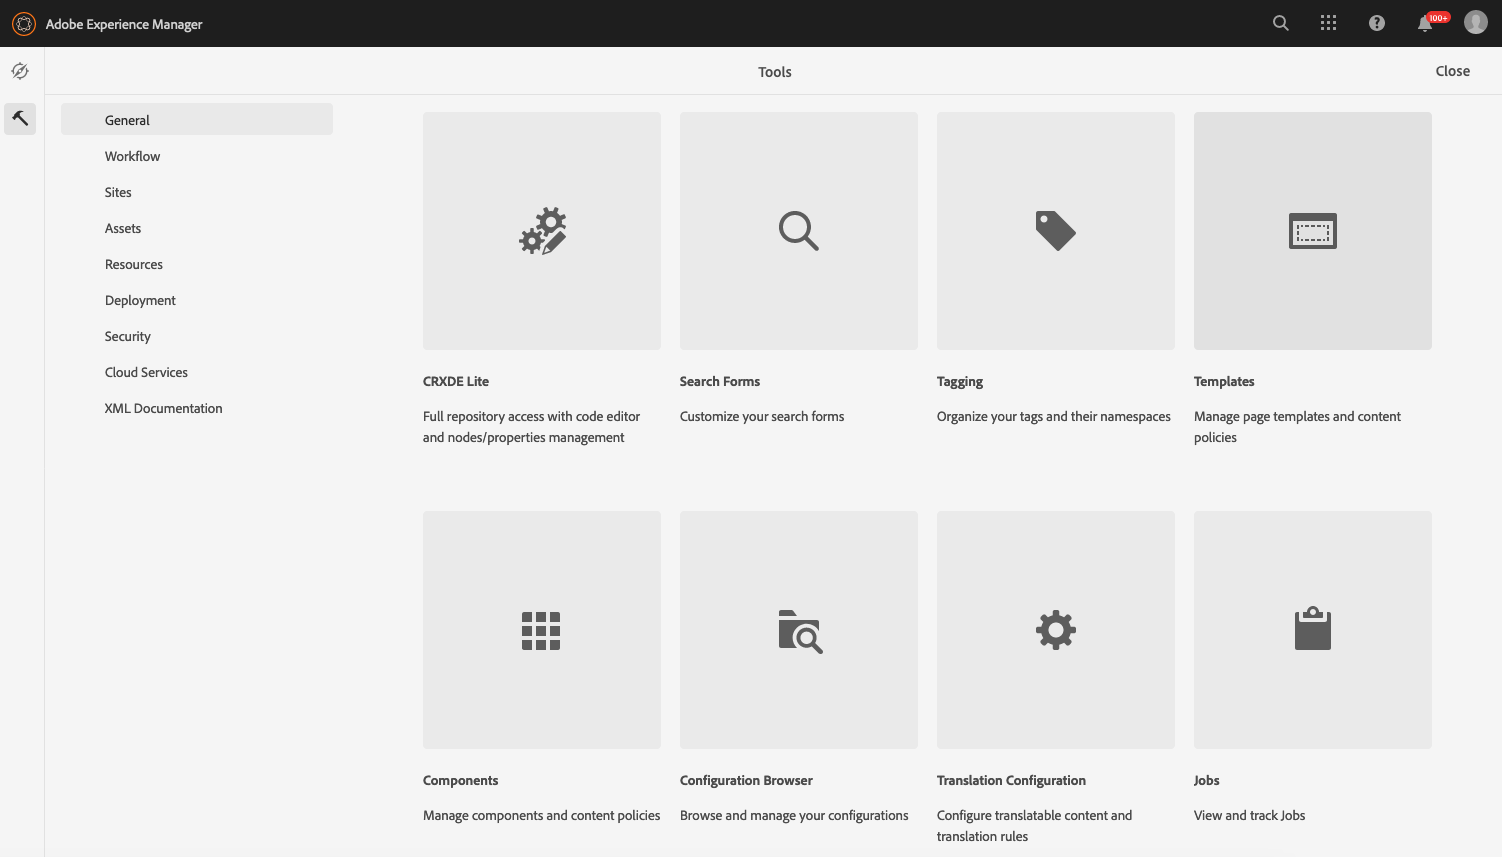 Adobe Experience Manager
100+
Tools
Close
General
Workflow
Sites
Assets
Resources
Deployment
Security
Cloud Services
XML Documentation
CRXDE Lite
Full repository access with code editor
and nodes/properties management
Search Forms
Customize your search forms
Tagging
Organize your tags and their namespaces
Templates
Manage page templates and content
policies
Components
Manage components and content policies
Configuration Browser
Browse and manage your configurations
Translation Configuration
Configure translatable content and
translation rules
Jobs
View and track Jobs